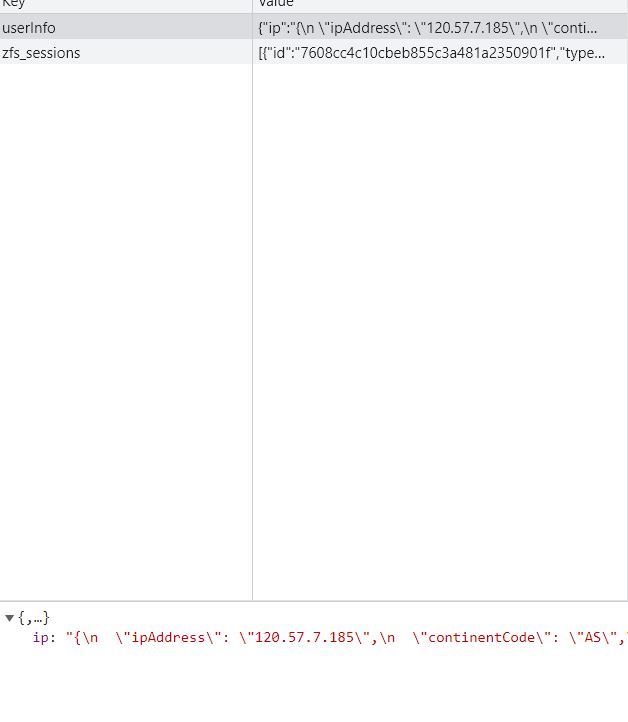 Key Value
userInfo {"ip":"{\n \"ipAddress\": \"120.57.7.185\",\n \"conti...
zfs_sessions [{"id":"7608cc4c10cbeb855c3a481a2350901f","type...
{,…}
ip: "{\n  \"ipAddress\": \"120.57.7.185\",\n  \"continentCode\": \"AS\",